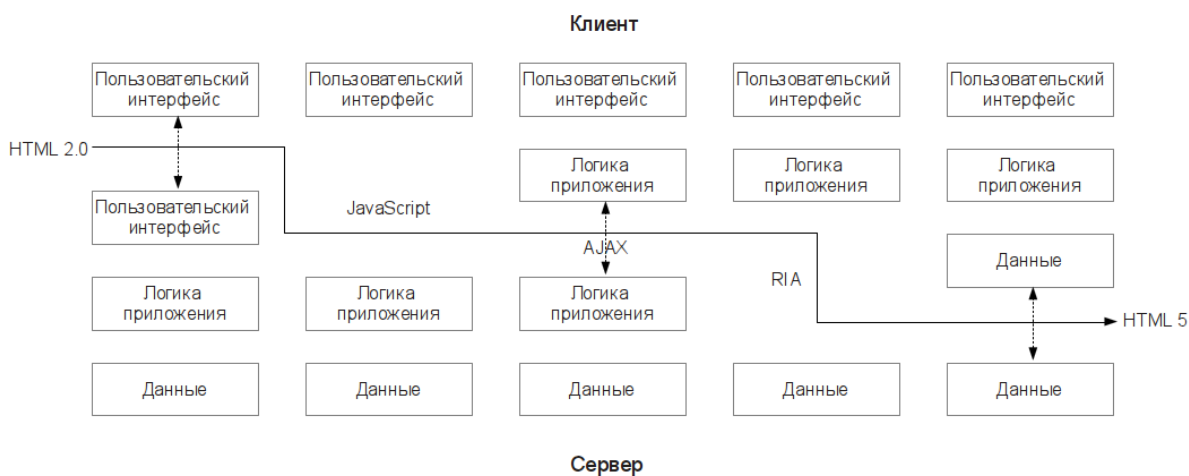 Клиент
Пользовательский
интерфейс
Пользовательский
интерфейс
Пользовательский
интерфейс
Пользовательский
интерфейс
Пользовательский
интерфейс
HTML 2.0
Логика
приложения
Логика
приложения
Логика
приложения
Пользовательский
интерфейс
JavaScript
AJAX
Данные
RIA
Логика
приложения
Логика
приложения
Логика
приложения
HTML 5
Данные
Данные
Данные
Данные
Данные
Сервер